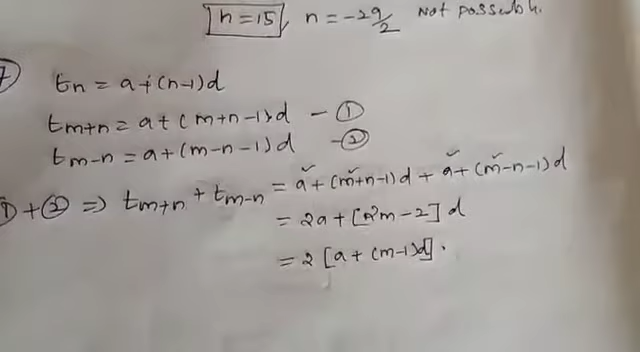 n=15, n=-29/2 Not possible.
7
tn = a+(n-1)d
tm+n = a+(m+n-1)d - ①
tm-n = a+(m-n-1)d - ②
①+② => tm+n + tm-n = a+(m+n-1)d + a+(m-n-1)d
= 2a+[2m-2]d
= 2[a+(m-1)d].